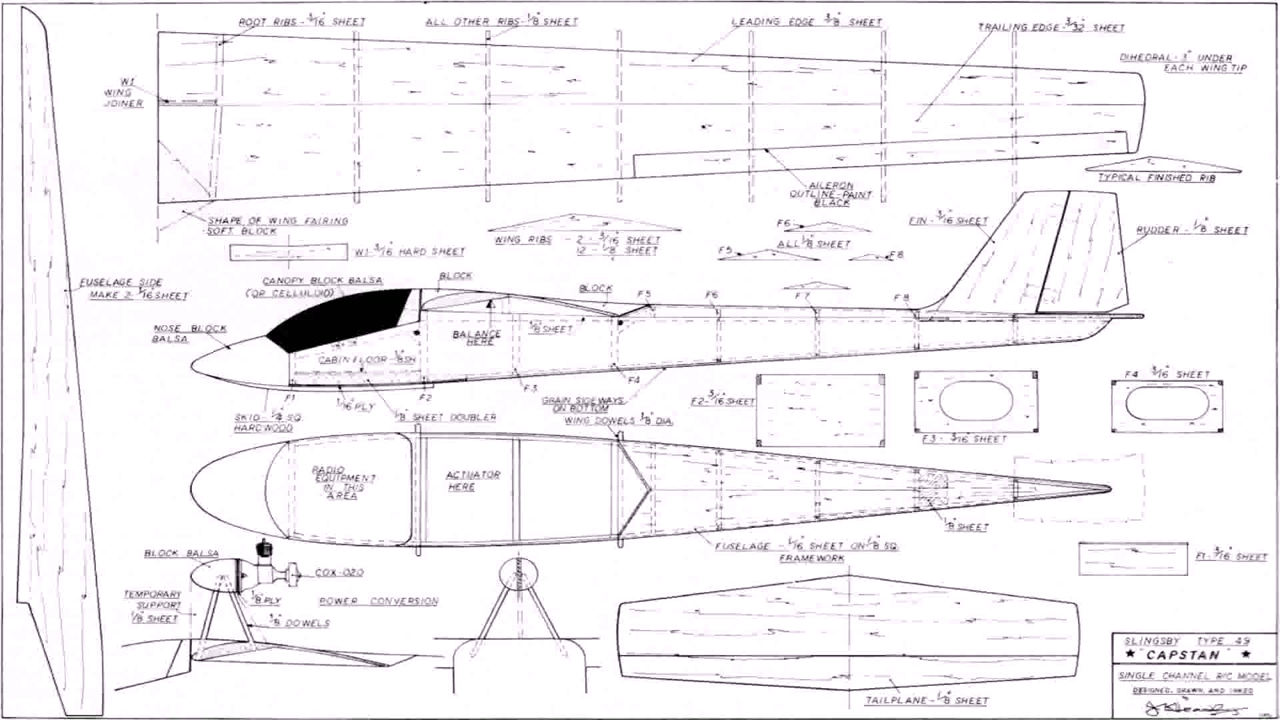 ROOT RIBS - 3/16" SHEET
ALL OTHER RIBS - 1/8" SHEET
LEADING EDGE 3/8" SHEET
TRAILING EDGE - 3/32" SHEET
DIHEDRAL - 3" UNDER
EACH WING TIP
W1
WING
JOINER
AILERON
OUTLINE - PAINT
BLACK
TYPICAL FINISHED RIB
SHAPE OF WING FAIRING
SOFT BLOCK
W1 - 3/16" HARD SHEET
WING RIBS - 2 - 3/16" SHEET
12 - 1/8" SHEET
F6
ALL 1/8" SHEET
F5
F8
FIN - 3/16" SHEET
RUDDER - 1/8" SHEET
FUSELAGE SIDE
MAKE 2 1/16" SHEET
CANOPY BLOCK BALSA
(OR CELLULOID)
BLOCK
BLOCK
F5
F6
F7
F8
NOSE BLOCK
BALSA
BALANCE
HERE
1/8" SHEET
CABIN FLOOR - 1/8" SH
F1
1/16" PLY
F2
F3
F4
SKID - 1/4" SQ
HARDWOOD
1/8" SHEET DOUBLER
GRAIN SIDEWAYS
ON BOTTOM
WING DOWELS 1/8" DIA.
F2 - 3/16" SHEET
F3 - 3/16" SHEET
F4 3/16" SHEET
RADIO
EQUIPMENT
IN THIS
AREA
ACTUATOR
HERE
1/8" SHEET
FUSELAGE - 1/16" SHEET ON 1/8" SQ.
FRAMEWORK
F1 - 3/16" SHEET
BLOCK BALSA
COX-.020
TEMPORARY
SUPPORT
1/8" SHEET
1/8" PLY
1/8" DOWELS
POWER CONVERSION
TAILPLANE - 1/8" SHEET
SLINGSBY TYPE 49
★ "CAPSTAN" ★
SINGLE CHANNEL R/C MODEL
DESIGNED, DRAWN, AND INKED